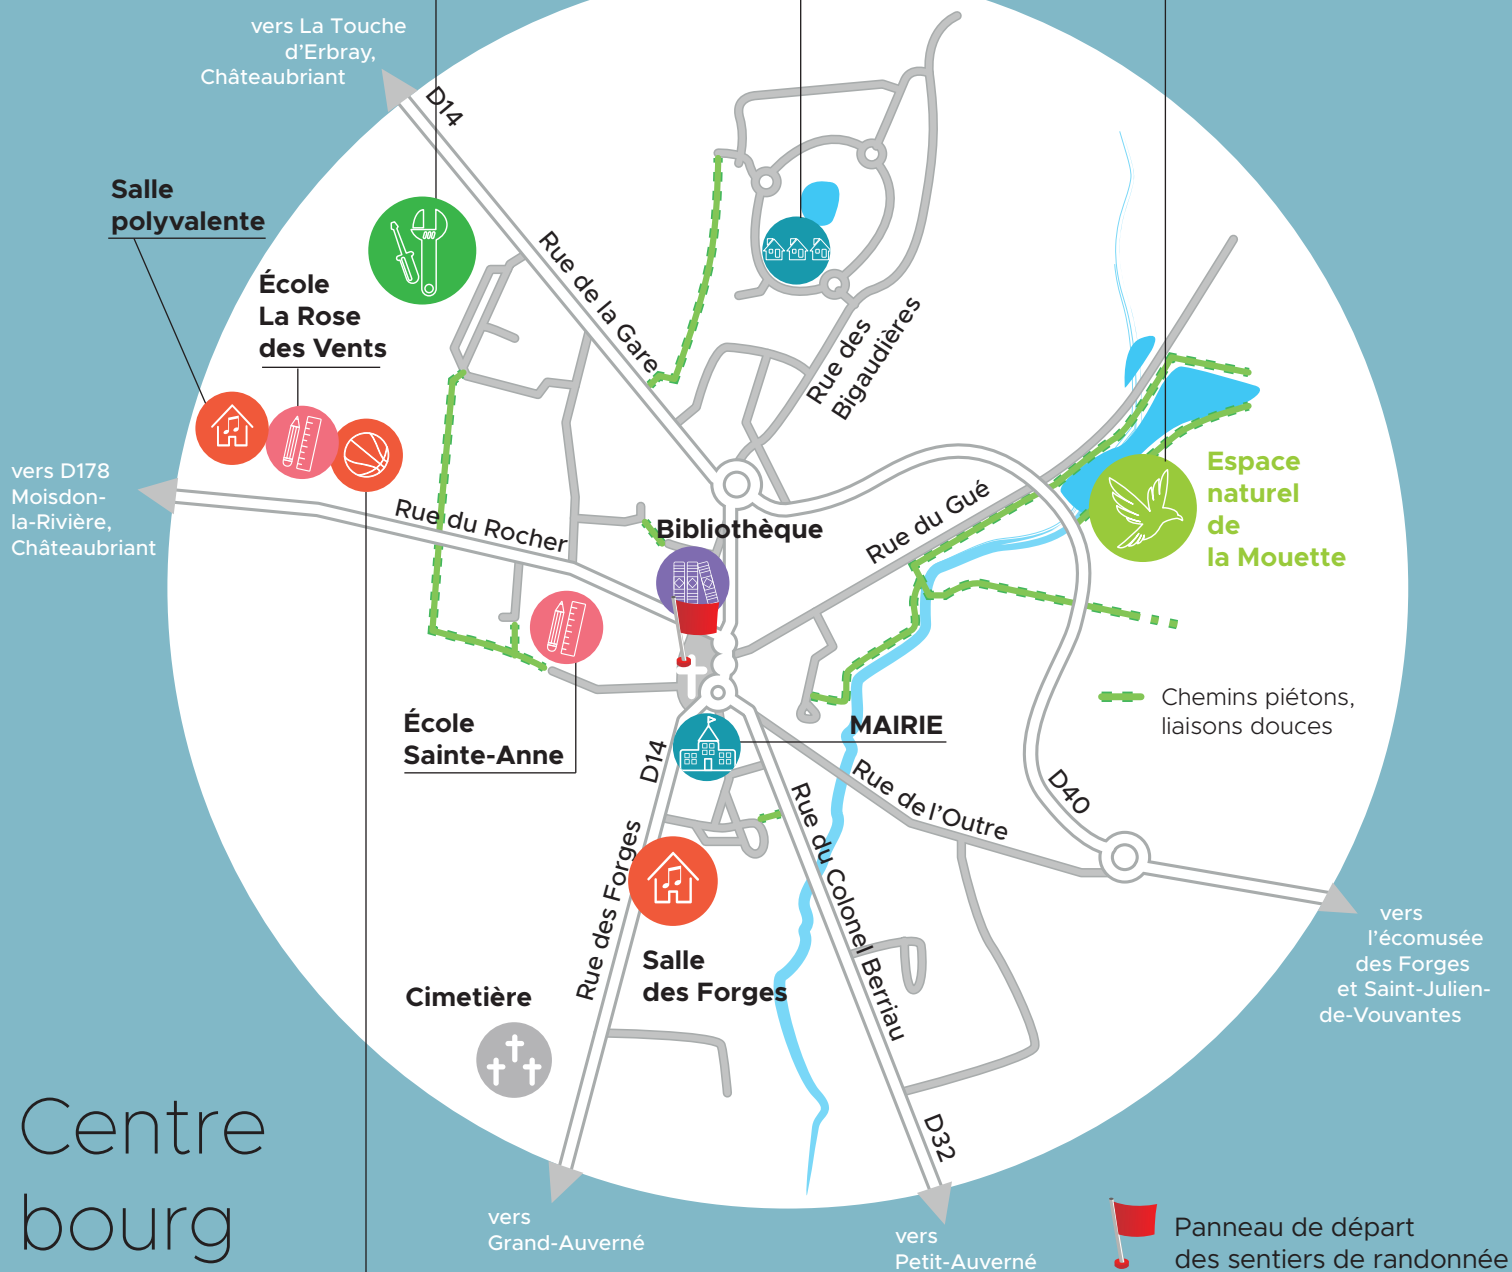 vers La Touche
d'Erbray,
Châteaubriant
D14
Salle
polyvalente
École
La Rose
des Vents
Rue de la Gare
Rue des
Bigaudières
vers D178
Moisdon-
la-Rivière,
Châteaubriant
Rue du Rocher
Bibliothèque
Rue du Gué
Espace
naturel
de
la Mouette
Chemins piétons,
liaisons douces
École
Sainte-Anne
MAIRIE
D14
Rue de l'Outre
D40
Rue des Forges
Rue du Colonel Berriau
Salle
des Forges
Cimetière
vers
l'écomusée
des Forges
et Saint-Julien-
de-Vouvantes
D32
Centre
bourg
vers
Grand-Auverné
vers
Petit-Auverné
Panneau de départ
des sentiers de randonnée